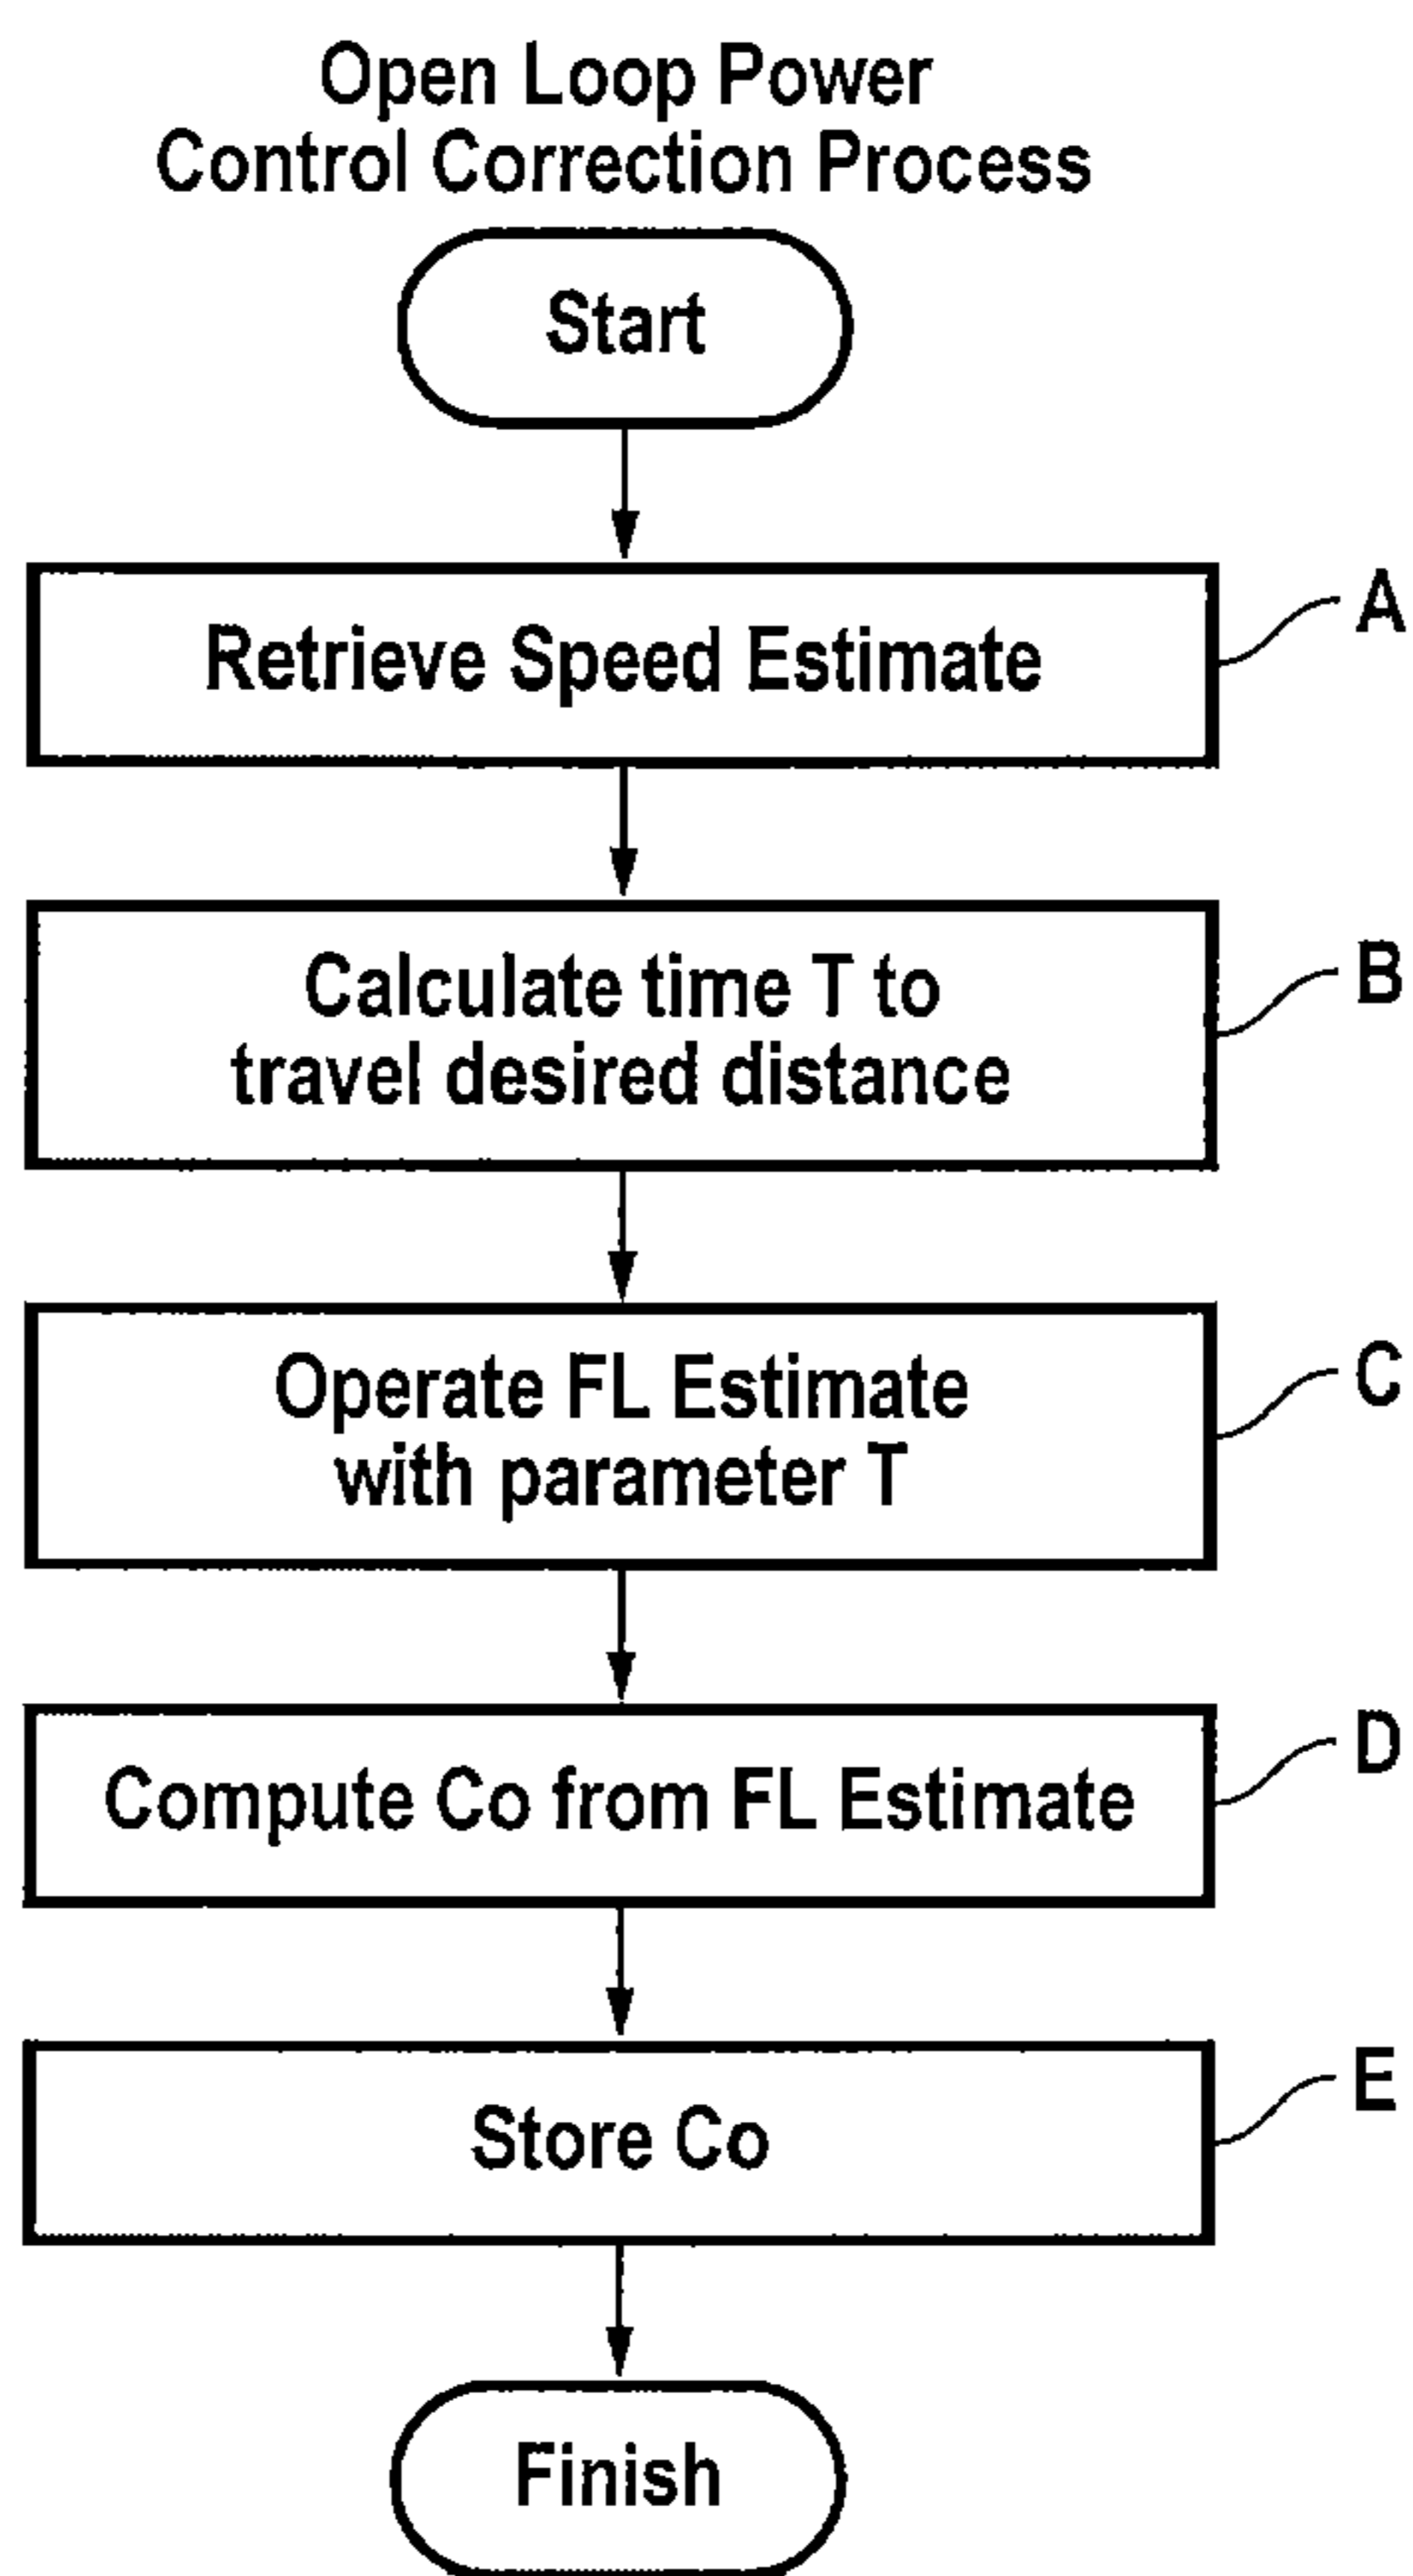 Open Loop Power
Control Correction Process
Start
Retrieve Speed Estimate
A
Calculate time T to
travel desired distance
B
Operate FL Estimate
with parameter T
C
Compute Co from FL Estimate
D
Store Co
E
Finish